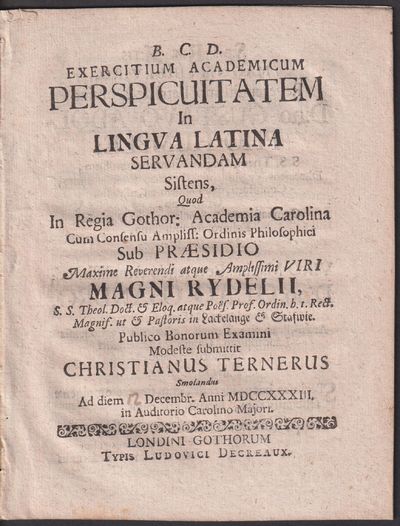 B. C. D.
EXERCITIUM ACADEMICUM
PERSPICUITATEM
In
LINGVA LATINA
SERVANDAM
Sistens,
Quod
In Regia Gothor: Academia Carolina
Cum Consensu Ampliss: Ordinis Philosophici
Sub PRÆSIDIO
Maxime Reverendi atque Amplissimi VIRI
MAGNI RYDELII,
S. S. Theol. Doct. & Eloq. atque Poës. Prof. Ordin. h. t. Rect.
Magnif. ut & Pastoris in
Publico Bonorum Examini
Modeste submittit
CHRISTIANUS TERNERUS
Smolandus
Ad diem 12 Decembr. Anni MDCCXXXIII,
in Auditorio Carolino Majori.
LONDINI GOTHORUM
TYPIS LUDOVICI DECREAUX.